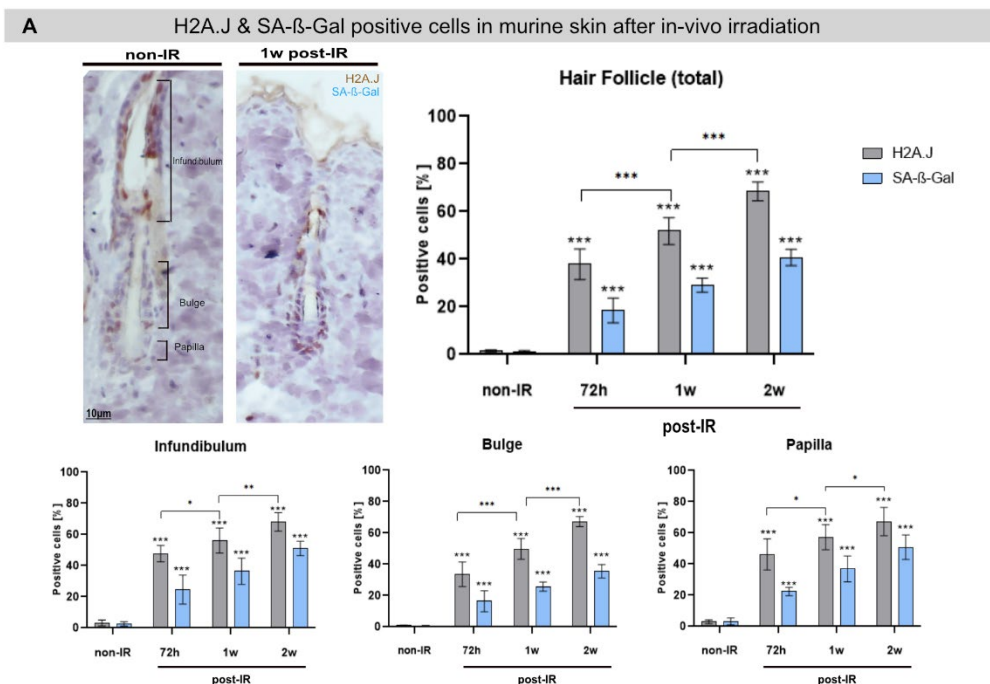 A
H2A.J & SA-ß-Gal positive cells in murine skin after in-vivo irradiation
non-IR
1w post-IR
H2A.J
SA-ß-Gal
Infundibulum
Bulge
Papilla
10µm
Hair Follicle (total)
Positive cells [%]
100
80
60
40
20
0
***
***
***
***
***
***
***
***
H2A.J
SA-ß-Gal
non-IR
72h
1w
2w
post-IR
Infundibulum
Positive cells [%]
100
80
60
40
20
0
*
**
***
***
***
***
***
***
non-IR
72h
1w
2w
post-IR
Bulge
Positive cells [%]
100
80
60
40
20
0
***
***
***
***
***
***
***
***
non-IR
72h
1w
2w
post-IR
Papilla
Positive cells [%]
100
80
60
40
20
0
*
*
***
***
***
***
***
***
non-IR
72h
1w
2w
post-IR